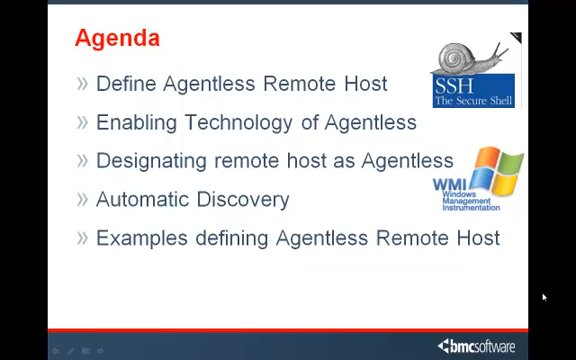 Agenda
» Define Agentless Remote Host
» Enabling Technology of Agentless
» Designating remote host as Agentless
» Automatic Discovery
» Examples defining Agentless Remote Host
SSH
The Secure Shell
WMI
Windows
Management
Instrumentation
bmcsoftware